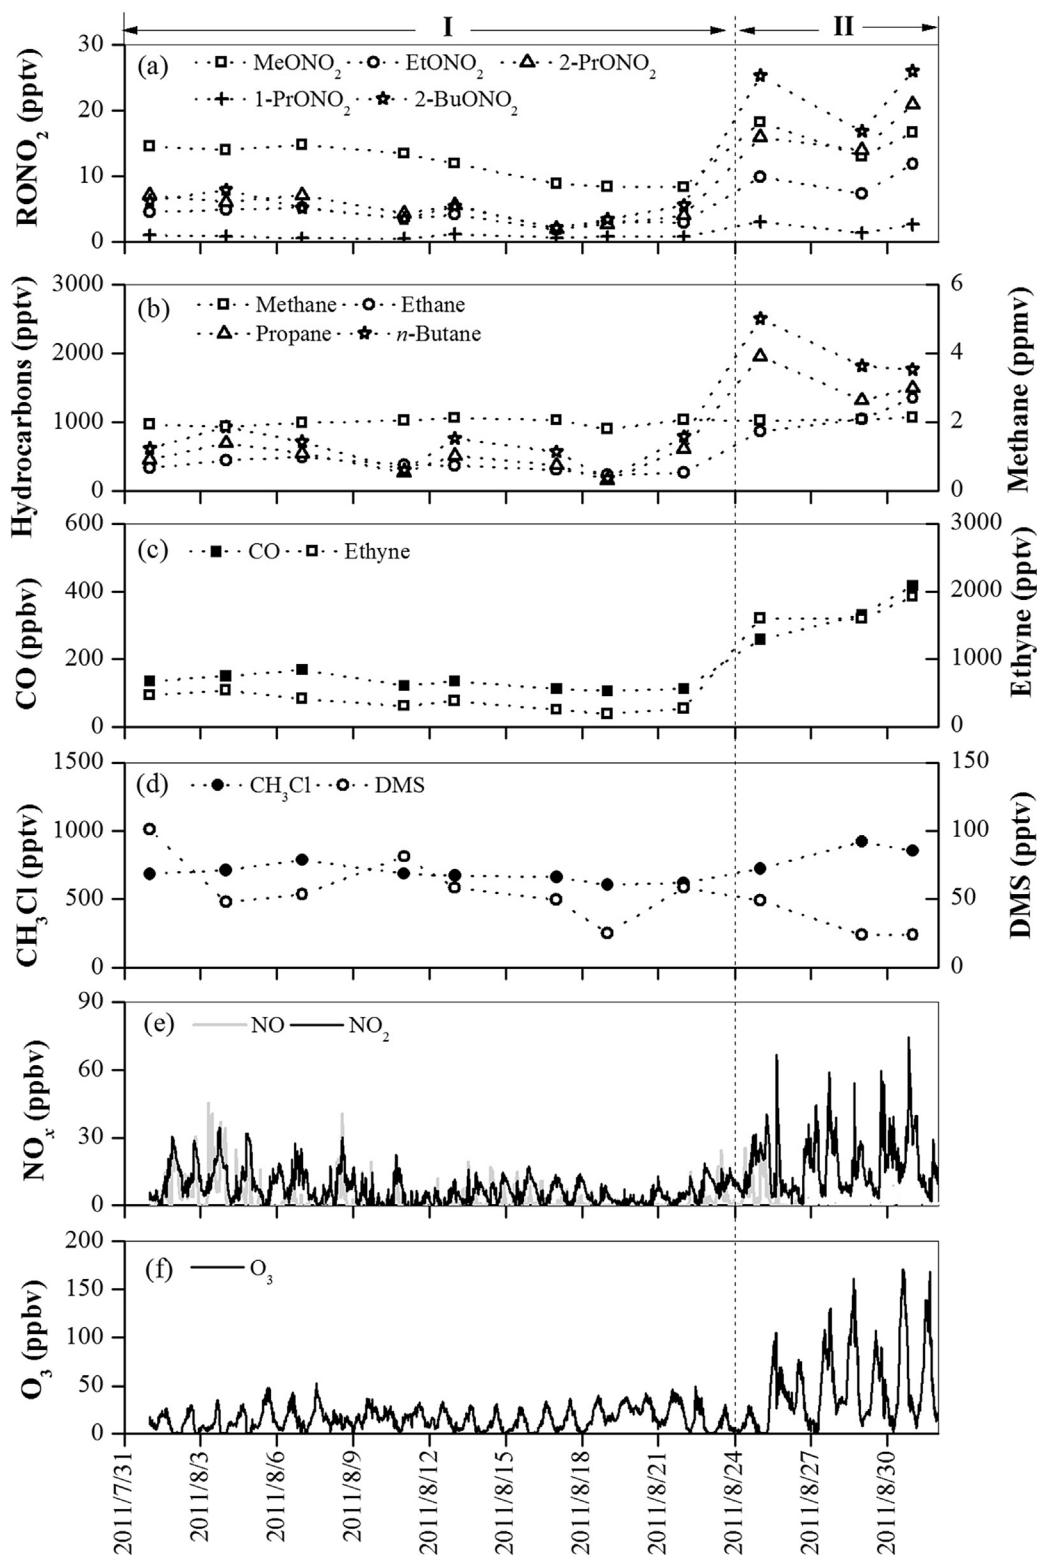 I II
RONO2 (pptv)
30
20
10
0
(a) MeONO2 EtONO2 2-PrONO2
1-PrONO2 2-BuONO2
Hydrocarbons (pptv)
3000
2000
1000
0
(b) Methane Ethane
Propane n-Butane
6
4
2
0
Methane (ppmv)
CO (ppbv)
600
400
200
0
(c) CO Ethyne
3000
2000
1000
0
Ethyne (pptv)
CH3Cl (pptv)
1500
1000
500
0
(d) CH3Cl DMS
150
100
50
0
DMS (pptv)
NOx (ppbv)
90
60
30
0
(e) NO NO2
O3 (ppbv)
200
150
100
50
0
(f) O3
2011/7/31
2011/8/3
2011/8/6
2011/8/9
2011/8/12
2011/8/15
2011/8/18
2011/8/21
2011/8/24
2011/8/27
2011/8/30